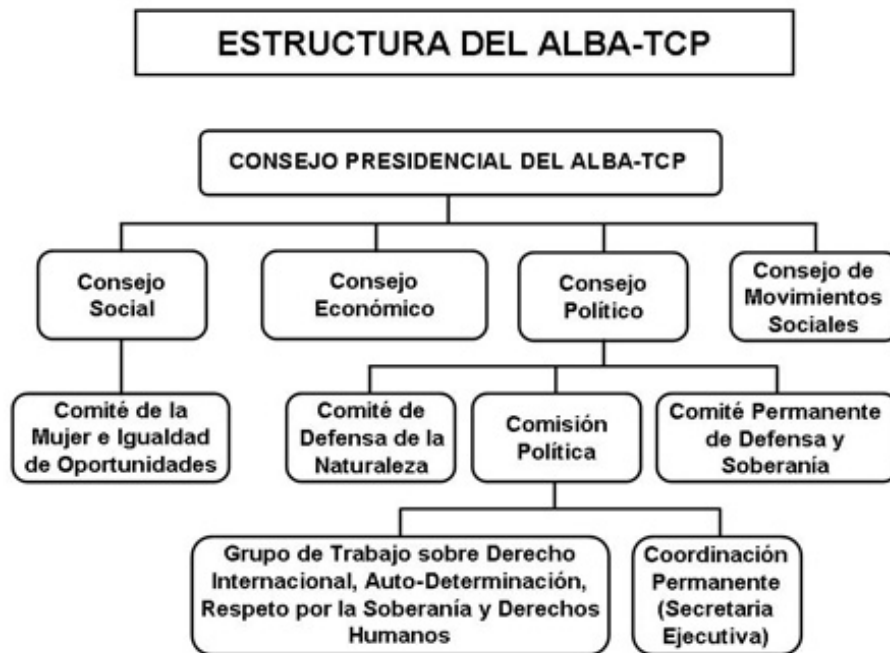 ESTRUCTURA DEL ALBA-TCP
CONSEJO PRESIDENCIAL DEL ALBA-TCP
Consejo
Social
Consejo
Económico
Consejo
Político
Consejo de
Movimientos
Sociales
Comité de la
Mujer e Igualdad
de Oportunidades
Comité de
Defensa de la
Naturaleza
Comisión
Política
Comité Permanente
de Defensa y
Soberanía
Grupo de Trabajo sobre Derecho
Internacional, Auto-Determinación,
Respeto por la Soberanía y Derechos
Humanos
Coordinación
Permanente
(Secretaria
Ejecutiva)